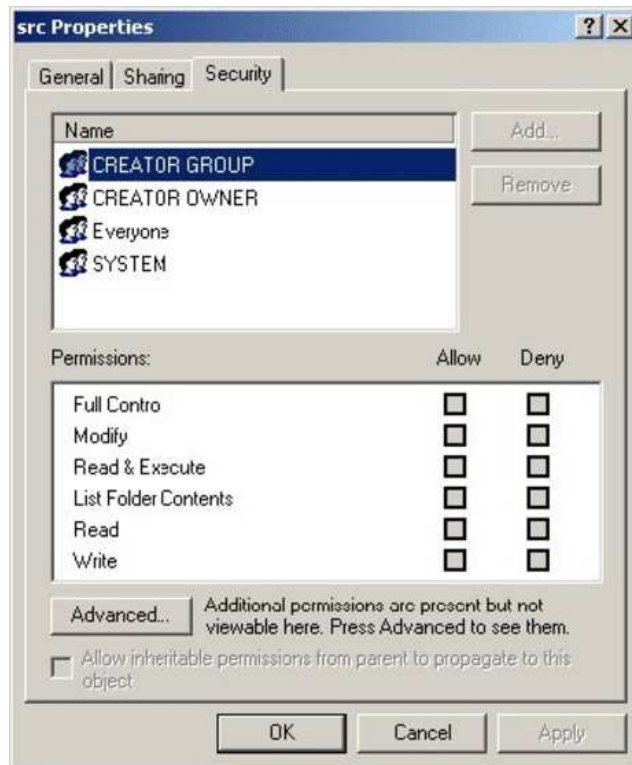 src Properties
General Sharing Security
Name
Add...
CREATOR GROUP
Remove
CREATOR OWNER
Everyone
SYSTEM
Permissions: Allow Deny
Full Contro
Modify
Read & Execute
List Folder Contents
Read
Write
Advanced... Additional permissions are present but not
viewable here. Press Advanced to see them.
Allow inheritable permissions from parent to propagate to this
object
OK Cancel Apply